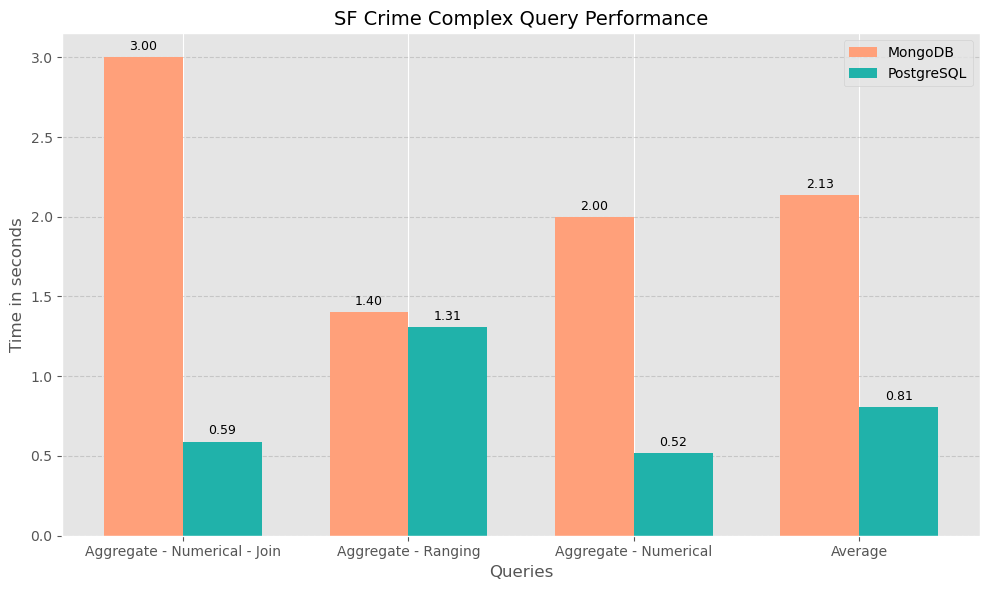 SF Crime Complex Query Performance
MongoDB
PostgreSQL
3.00
0.59
1.40
1.31
2.00
0.52
2.13
0.81
Time in seconds
3.0
2.5
2.0
1.5
1.0
0.5
0.0
Aggregate - Numerical - Join
Aggregate - Ranging
Aggregate - Numerical
Average
Queries